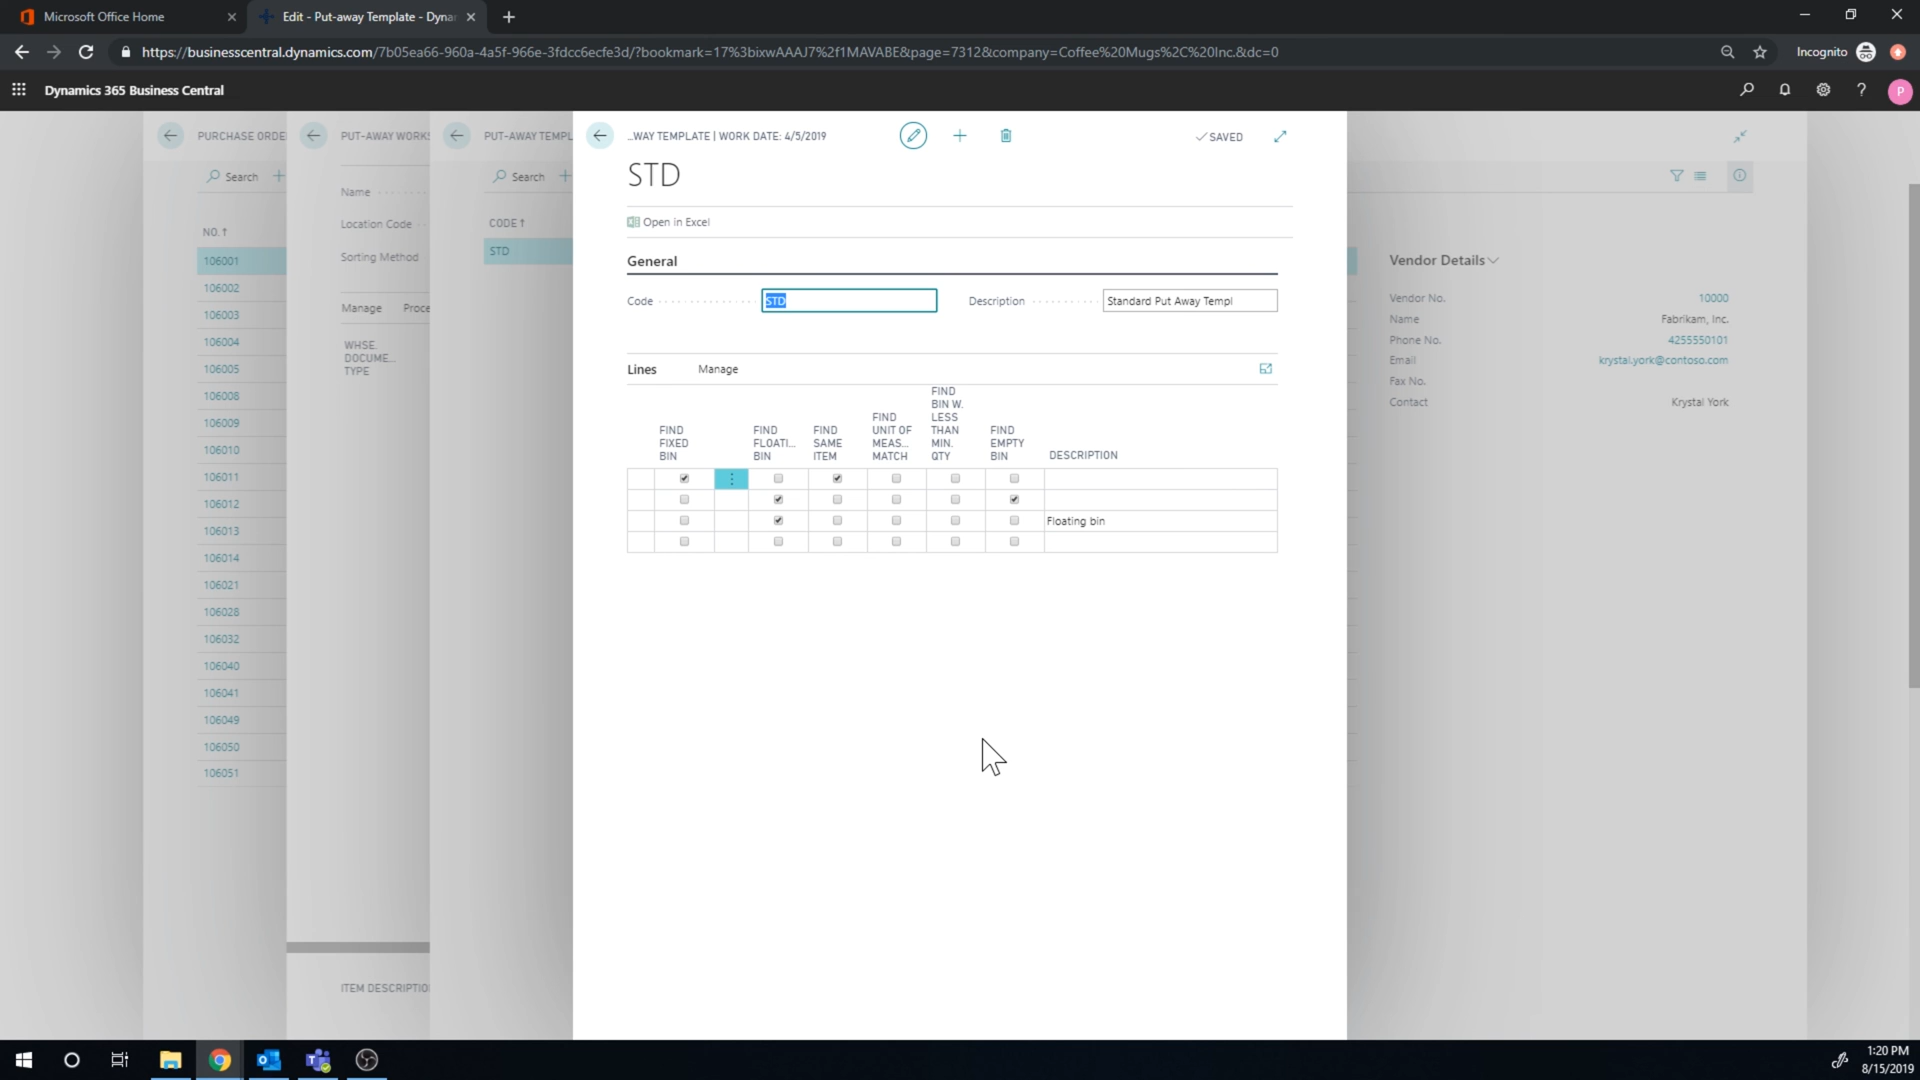 Microsoft Office Home
Edit - Put-away Template - Dynar
https://businesscentral.dynamics.com/7b05ea66-960a-4a5f-966e-3fdcc6ecfe3d/?bookmark=17%3bixwAAAJ7%2f1MAVABE&page=7312&company=Coffee%20Mugs%2C%20Inc.&dc=0
Incognito
Dynamics 365 Business Central
P
PURCHASE ORDE
PUT-AWAY WORKS
PUT-AWAY TEMPL
...WAY TEMPLATE | WORK DATE: 4/5/2019
SAVED
Search
Search
STD
Name
Location Code
Sorting Method
Manage
Proce
WHSE.
DOCUME...
TYPE
ITEM DESCRIPTIO
CODE ↑
STD
NO. ↑
106001
106002
106003
106004
106005
106008
106009
106010
106011
106012
106013
106014
106021
106028
106032
106040
106041
106049
106050
106051
Open in Excel
General
Code
STD
Description
Standard Put Away Templ
Lines
Manage
FIND
FIXED
BIN
FIND
FLOATI...
BIN
FIND
SAME
ITEM
FIND
UNIT OF
MEAS...
MATCH
FIND
BIN W.
LESS
THAN
MIN.
QTY
FIND
EMPTY
BIN
DESCRIPTION
Floating bin
Vendor Details
Vendor No.
10000
Name
Fabrikam, Inc.
Phone No.
4255550101
Email
krystal.york@contoso.com
Fax No.
Contact
Krystal York
1:20 PM
8/15/2019